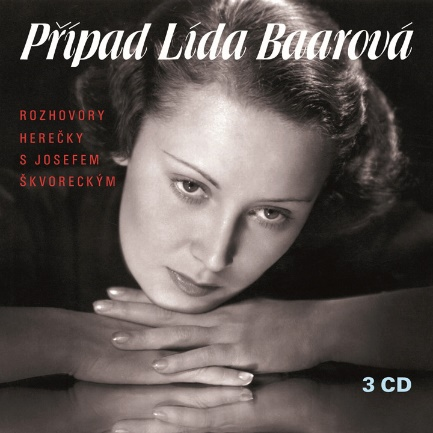 Případ Lída Baarová
ROZHOVORY
HEREČKY
S JOSEFEM
ŠKVORECKÝM
3 CD